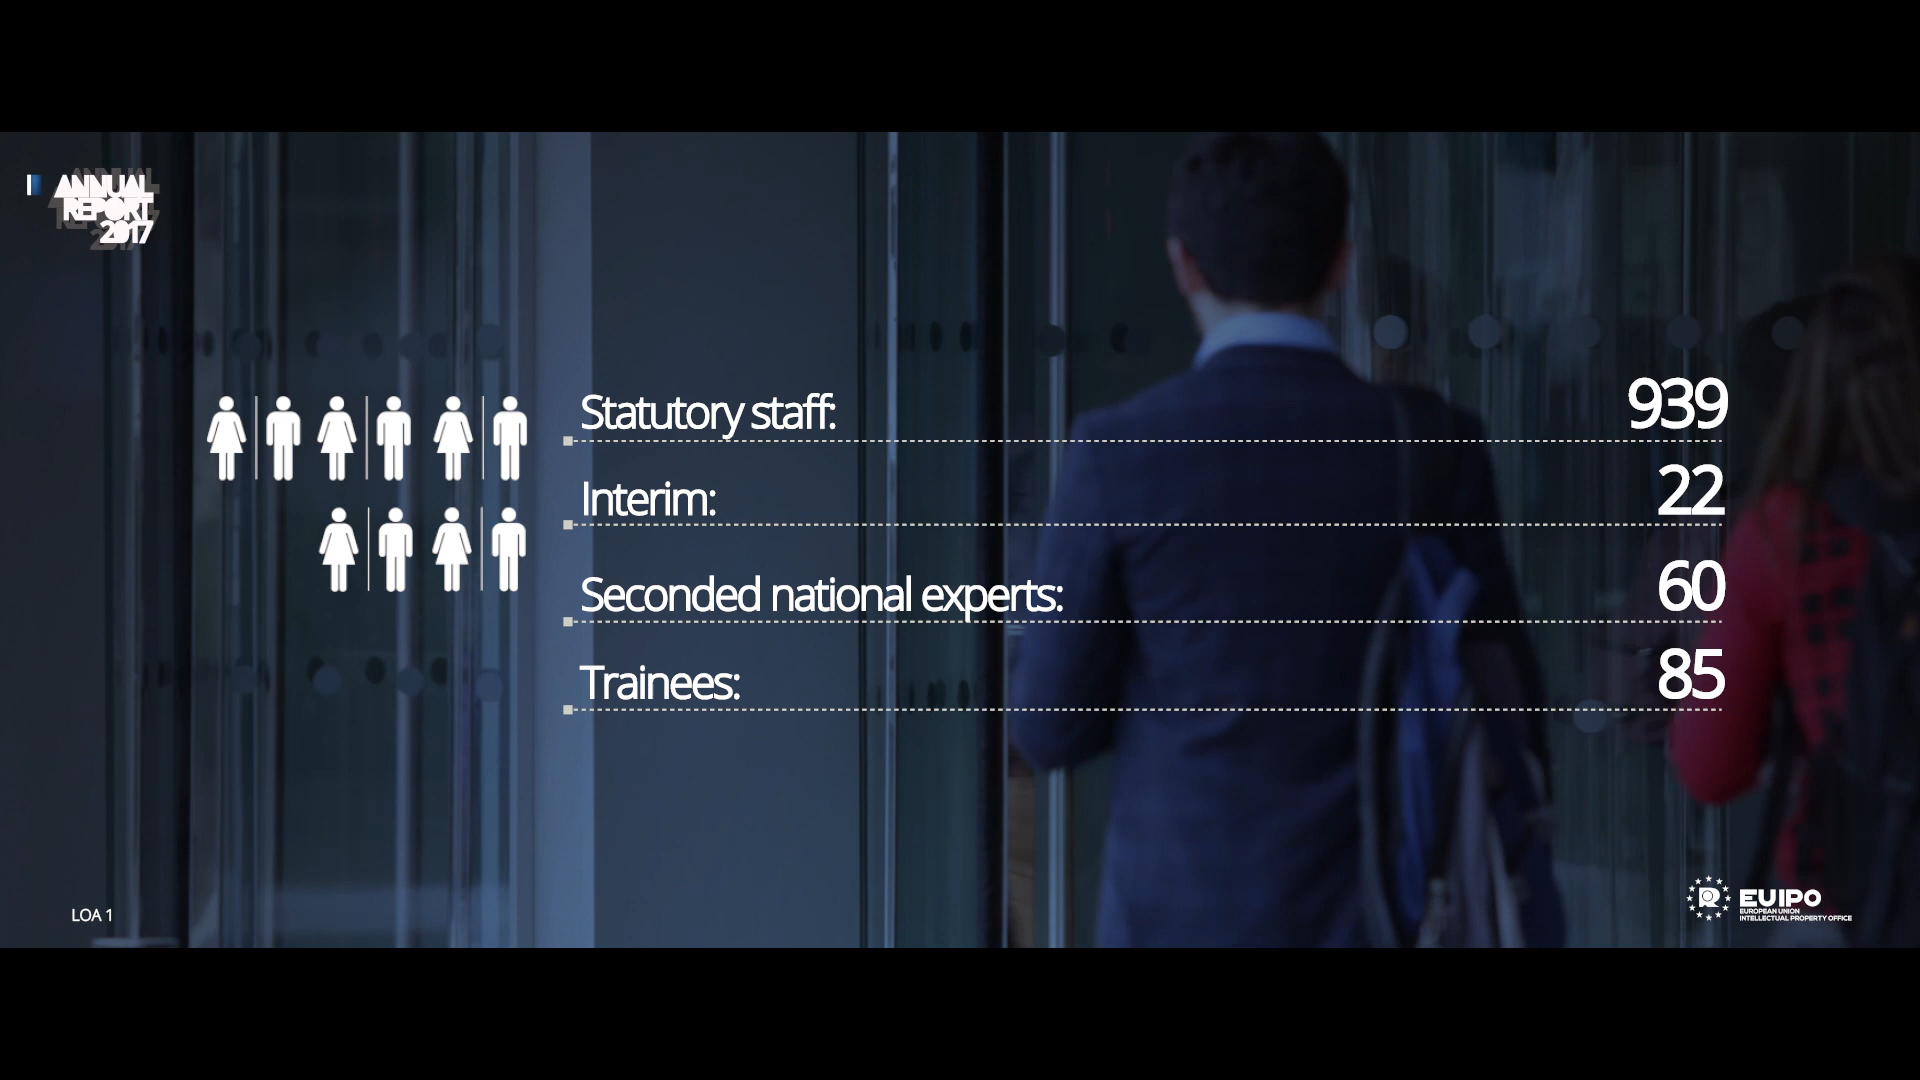 ANNUAL
REPORT
2017
Statutory staff: 939
Interim: 22
Seconded national experts: 60
Trainees: 85
LOA 1
R
EUIPO
EUROPEAN UNION
INTELLECTUAL PROPERTY OFFICE